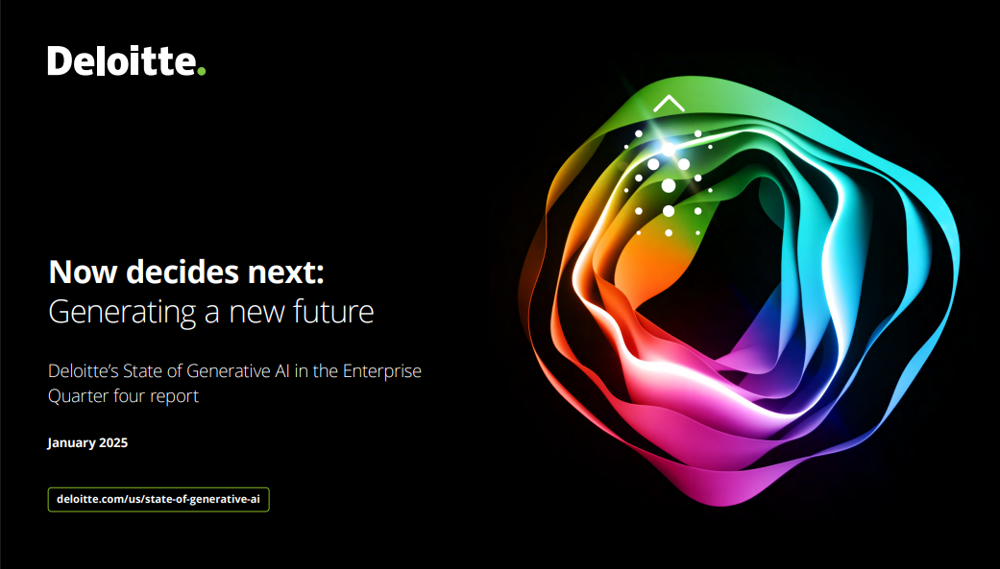 Deloitte.
Now decides next:
Generating a new future
Deloitte’s State of Generative AI in the Enterprise
Quarter four report
January 2025
deloitte.com/us/state-of-generative-ai